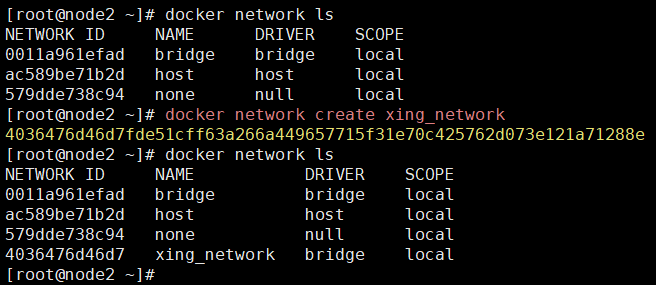 [root@node2 ~]# docker network ls
NETWORK ID     NAME      DRIVER    SCOPE
0011a961efad   bridge    bridge    local
ac589be71b2d   host      host      local
579dde738c94   none      null      local
[root@node2 ~]# docker network create xing_network
4036476d46d7fde51cff63a266a449657715f31e70c425762d073e121a71288e
[root@node2 ~]# docker network ls
NETWORK ID     NAME           DRIVER    SCOPE
0011a961efad   bridge         bridge    local
ac589be71b2d   host           host      local
579dde738c94   none           null      local
4036476d46d7   xing_network   bridge    local
[root@node2 ~]#